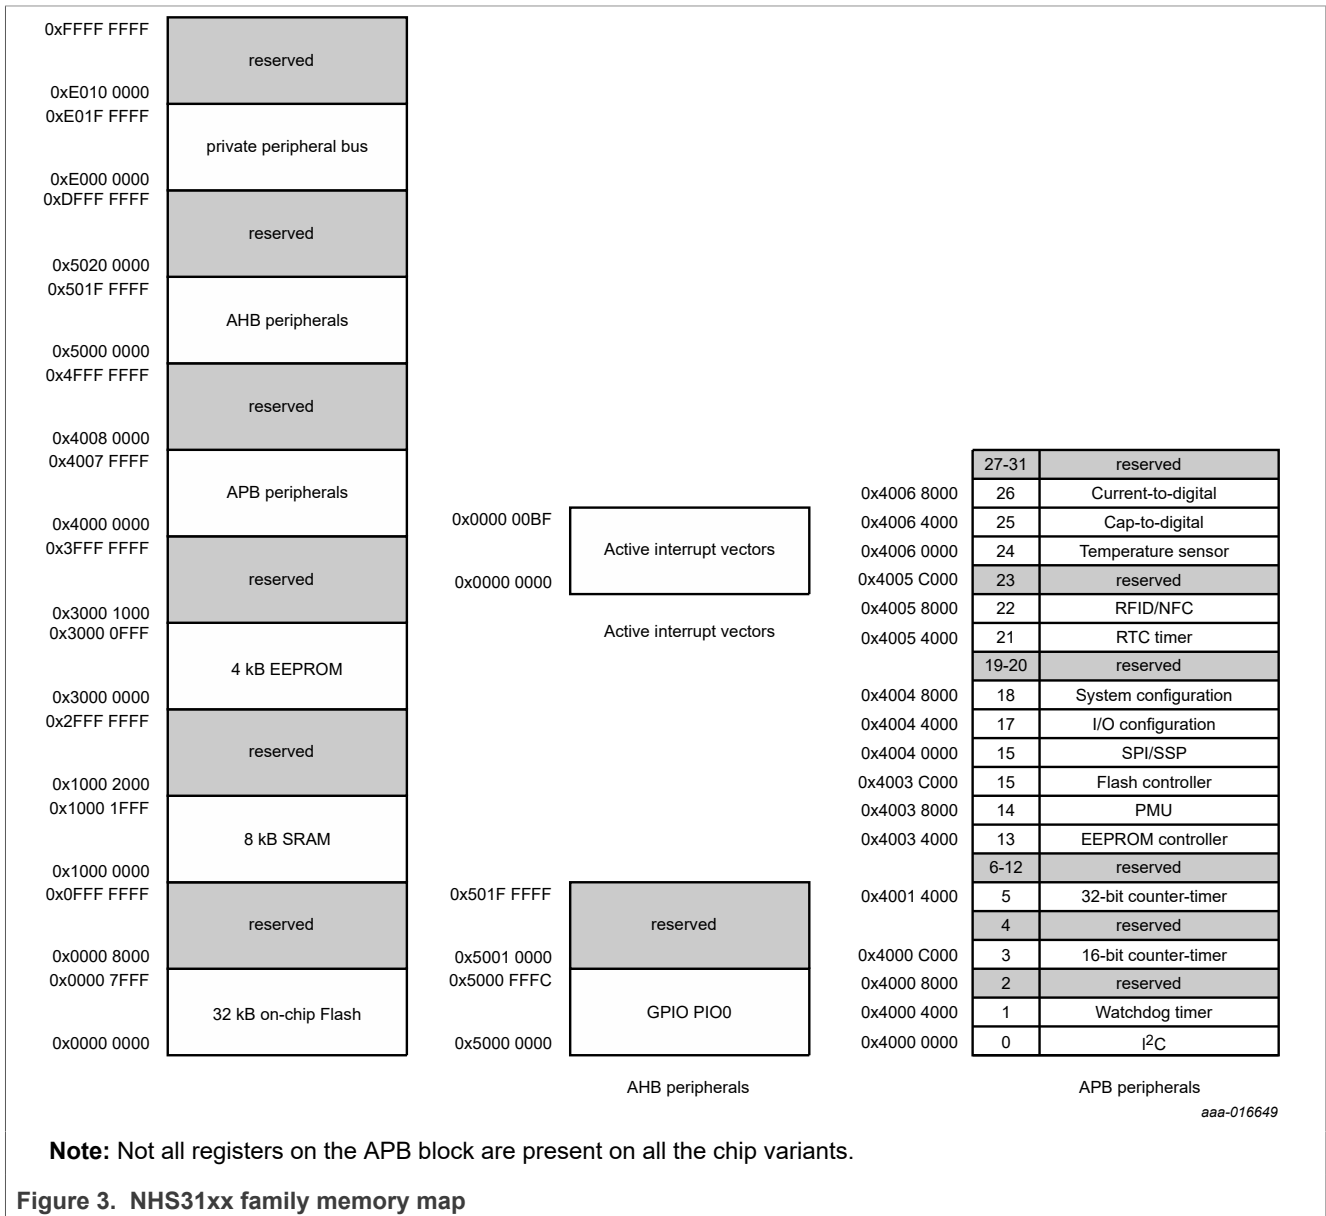 0xFFFF FFFF
reserved
0xE010 0000
0xE01F FFFF
private peripheral bus
0xE000 0000
0xDFFF FFFF
reserved
0x5020 0000
0x501F FFFF
AHB peripherals
0x5000 0000
0x4FFF FFFF
reserved
0x4008 0000
0x4007 FFFF
APB peripherals
0x4000 0000
0x3FFF FFFF
reserved
0x3000 1000
0x3000 0FFF
4 kB EEPROM
0x3000 0000
0x2FFF FFFF
reserved
0x1000 2000
0x1000 1FFF
8 kB SRAM
0x1000 0000
0x0FFF FFFF
reserved
0x0000 8000
0x0000 7FFF
32 kB on-chip Flash
0x0000 0000
0x0000 00BF
Active interrupt vectors
0x0000 0000
Active interrupt vectors
0x501F FFFF
reserved
0x5001 0000
0x5000 FFFC
GPIO PIO0
0x5000 0000
AHB peripherals
27-31 reserved
0x4006 8000 26 Current-to-digital
0x4006 4000 25 Cap-to-digital
0x4006 0000 24 Temperature sensor
0x4005 C000 23 reserved
0x4005 8000 22 RFID/NFC
0x4005 4000 21 RTC timer
19-20 reserved
0x4004 8000 18 System configuration
0x4004 4000 17 I/O configuration
0x4004 0000 15 SPI/SSP
0x4003 C000 15 Flash controller
0x4003 8000 14 PMU
0x4003 4000 13 EEPROM controller
6-12 reserved
0x4001 4000 5 32-bit counter-timer
4 reserved
0x4000 C000 3 16-bit counter-timer
0x4000 8000 2 reserved
0x4000 4000 1 Watchdog timer
0x4000 0000 0 I²C
APB peripherals
aaa-016649
Note: Not all registers on the APB block are present on all the chip variants.
Figure 3. NHS31xx family memory map